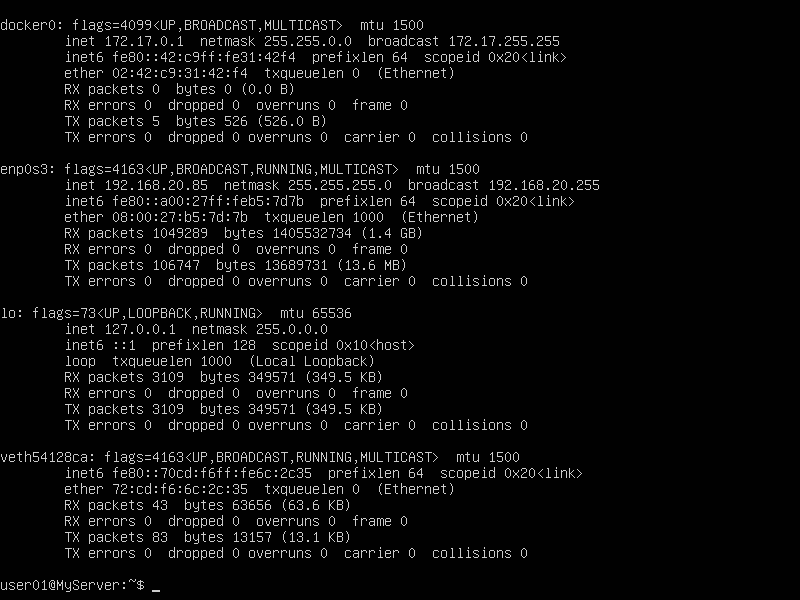 docker0: flags=4099<UP,BROADCAST,MULTICAST>  mtu 1500
        inet 172.17.0.1  netmask 255.255.0.0  broadcast 172.17.255.255
        inet6 fe80::42:c9ff:fe31:42f4  prefixlen 64  scopeid 0x20<link>
        ether 02:42:c9:31:42:f4  txqueuelen 0  (Ethernet)
        RX packets 0  bytes 0 (0.0 B)
        RX errors 0  dropped 0  overruns 0  frame 0
        TX packets 5  bytes 526 (526.0 B)
        TX errors 0  dropped 0 overruns 0  carrier 0  collisions 0

enp0s3: flags=4163<UP,BROADCAST,RUNNING,MULTICAST>  mtu 1500
        inet 192.168.20.85  netmask 255.255.255.0  broadcast 192.168.20.255
        inet6 fe80::a00:27ff:feb5:7d7b  prefixlen 64  scopeid 0x20<link>
        ether 08:00:27:b5:7d:7b  txqueuelen 1000  (Ethernet)
        RX packets 1049289  bytes 1405532734 (1.4 GB)
        RX errors 0  dropped 0  overruns 0  frame 0
        TX packets 106747  bytes 13689731 (13.6 MB)
        TX errors 0  dropped 0 overruns 0  carrier 0  collisions 0

lo: flags=73<UP,LOOPBACK,RUNNING>  mtu 65536
        inet 127.0.0.1  netmask 255.0.0.0
        inet6 ::1  prefixlen 128  scopeid 0x10<host>
        loop  txqueuelen 1000  (Local Loopback)
        RX packets 3109  bytes 349571 (349.5 KB)
        RX errors 0  dropped 0  overruns 0  frame 0
        TX packets 3109  bytes 349571 (349.5 KB)
        TX errors 0  dropped 0 overruns 0  carrier 0  collisions 0

veth54128ca: flags=4163<UP,BROADCAST,RUNNING,MULTICAST>  mtu 1500
        inet6 fe80::70cd:f6ff:fe6c:2c35  prefixlen 64  scopeid 0x20<link>
        ether 72:cd:f6:6c:2c:35  txqueuelen 0  (Ethernet)
        RX packets 43  bytes 63656 (63.6 KB)
        RX errors 0  dropped 0  overruns 0  frame 0
        TX packets 83  bytes 13157 (13.1 KB)
        TX errors 0  dropped 0 overruns 0  carrier 0  collisions 0

user01@MyServer:~$ _